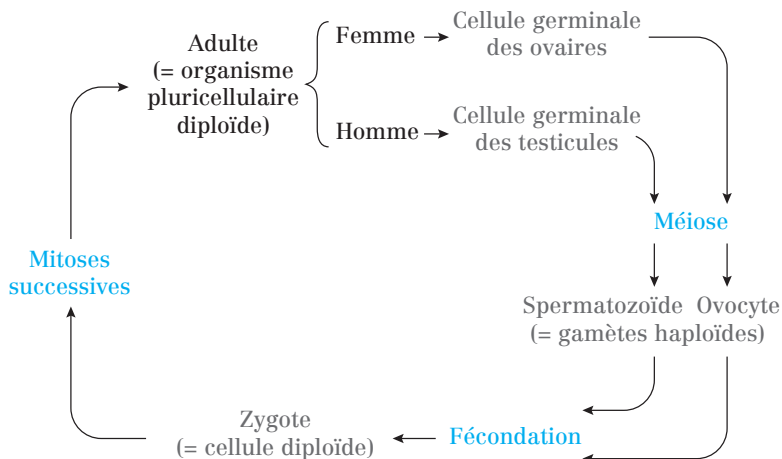 Adulte
(= organisme
pluricellulaire
diploïde)
Femme
Cellule germinale
des ovaires
Homme
Cellule germinale
des testicules
Méiose
Spermatozoïde Ovocyte
(= gamètes haploïdes)
Fécondation
Zygote
(= cellule diploïde)
Mitoses
successives